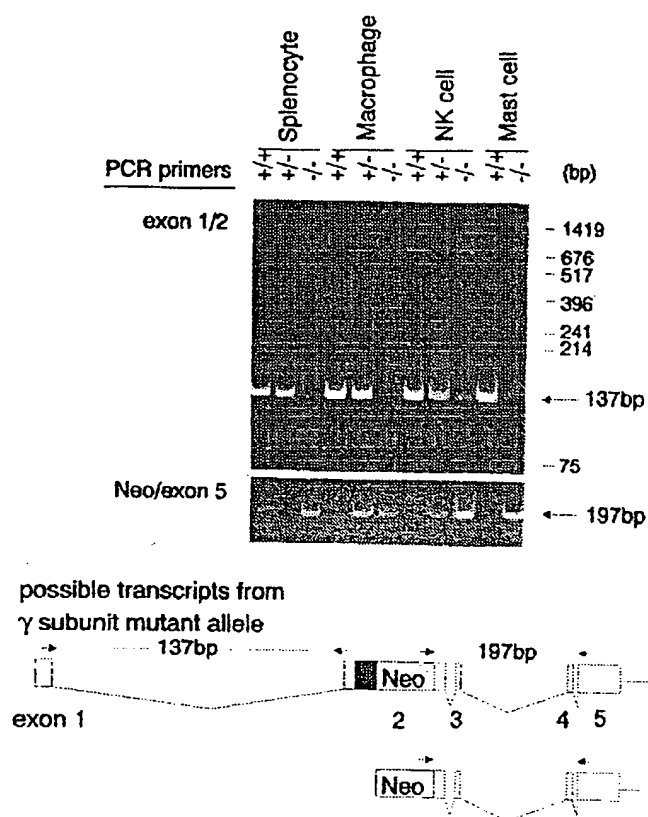 Splenocyte Macrophage NK cell Mast cell
PCR primers +/+ +/- -/- +/+ +/- -/- +/+ +/- -/- +/+ -/- (bp)
exon 1/2
1419
676
517
396
241
214
137bp
75
Neo/exon 5
197bp
possible transcripts from
γ subunit mutant allele
137bp 197bp
Neo
exon 1 2 3 4 5
Neo